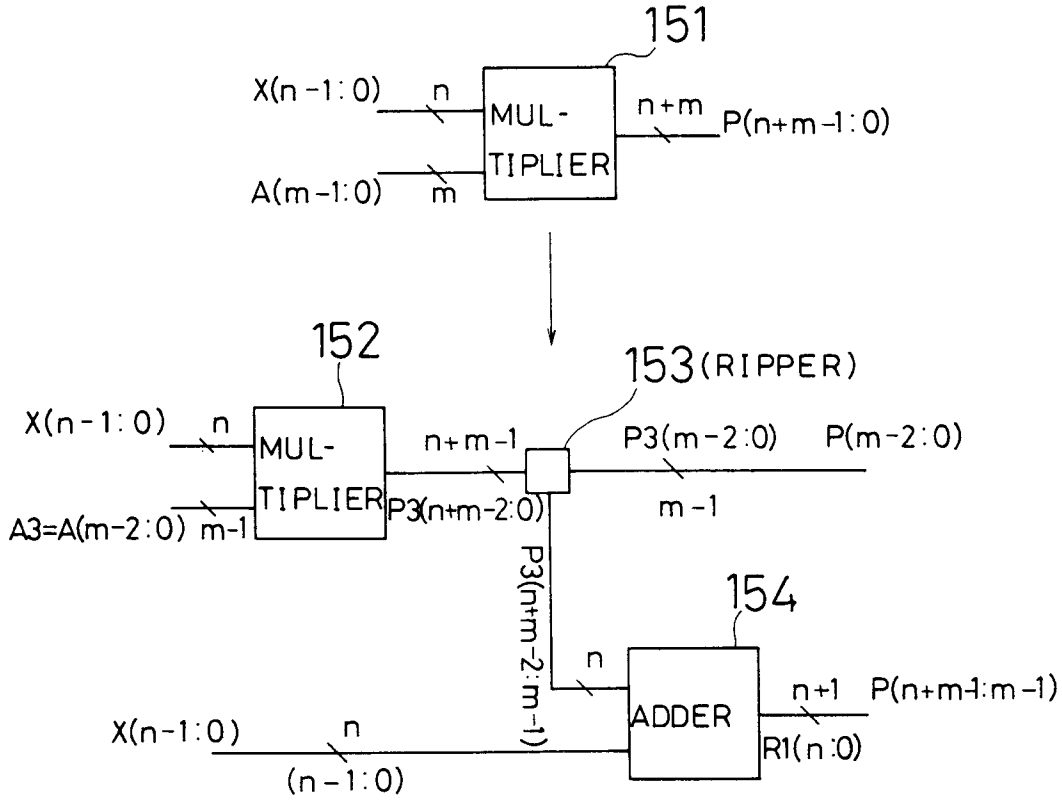 151
X(n-1:0)
n
MUL-
TIPLIER
n+m
P(n+m-1:0)
A(m-1:0)
m
152
153(RIPPER)
X(n-1:0)
n
MUL-
TIPLIER
n+m-1
P3(m-2:0)
P(m-2:0)
A3=A(m-2:0)
m-1
P3(n+m-2:0)
m-1
P3(n+m-2:m-1)
154
n
ADDER
n+1
P(n+m-1:m-1)
R1(n:0)
X(n-1:0)
n
(n-1:0)